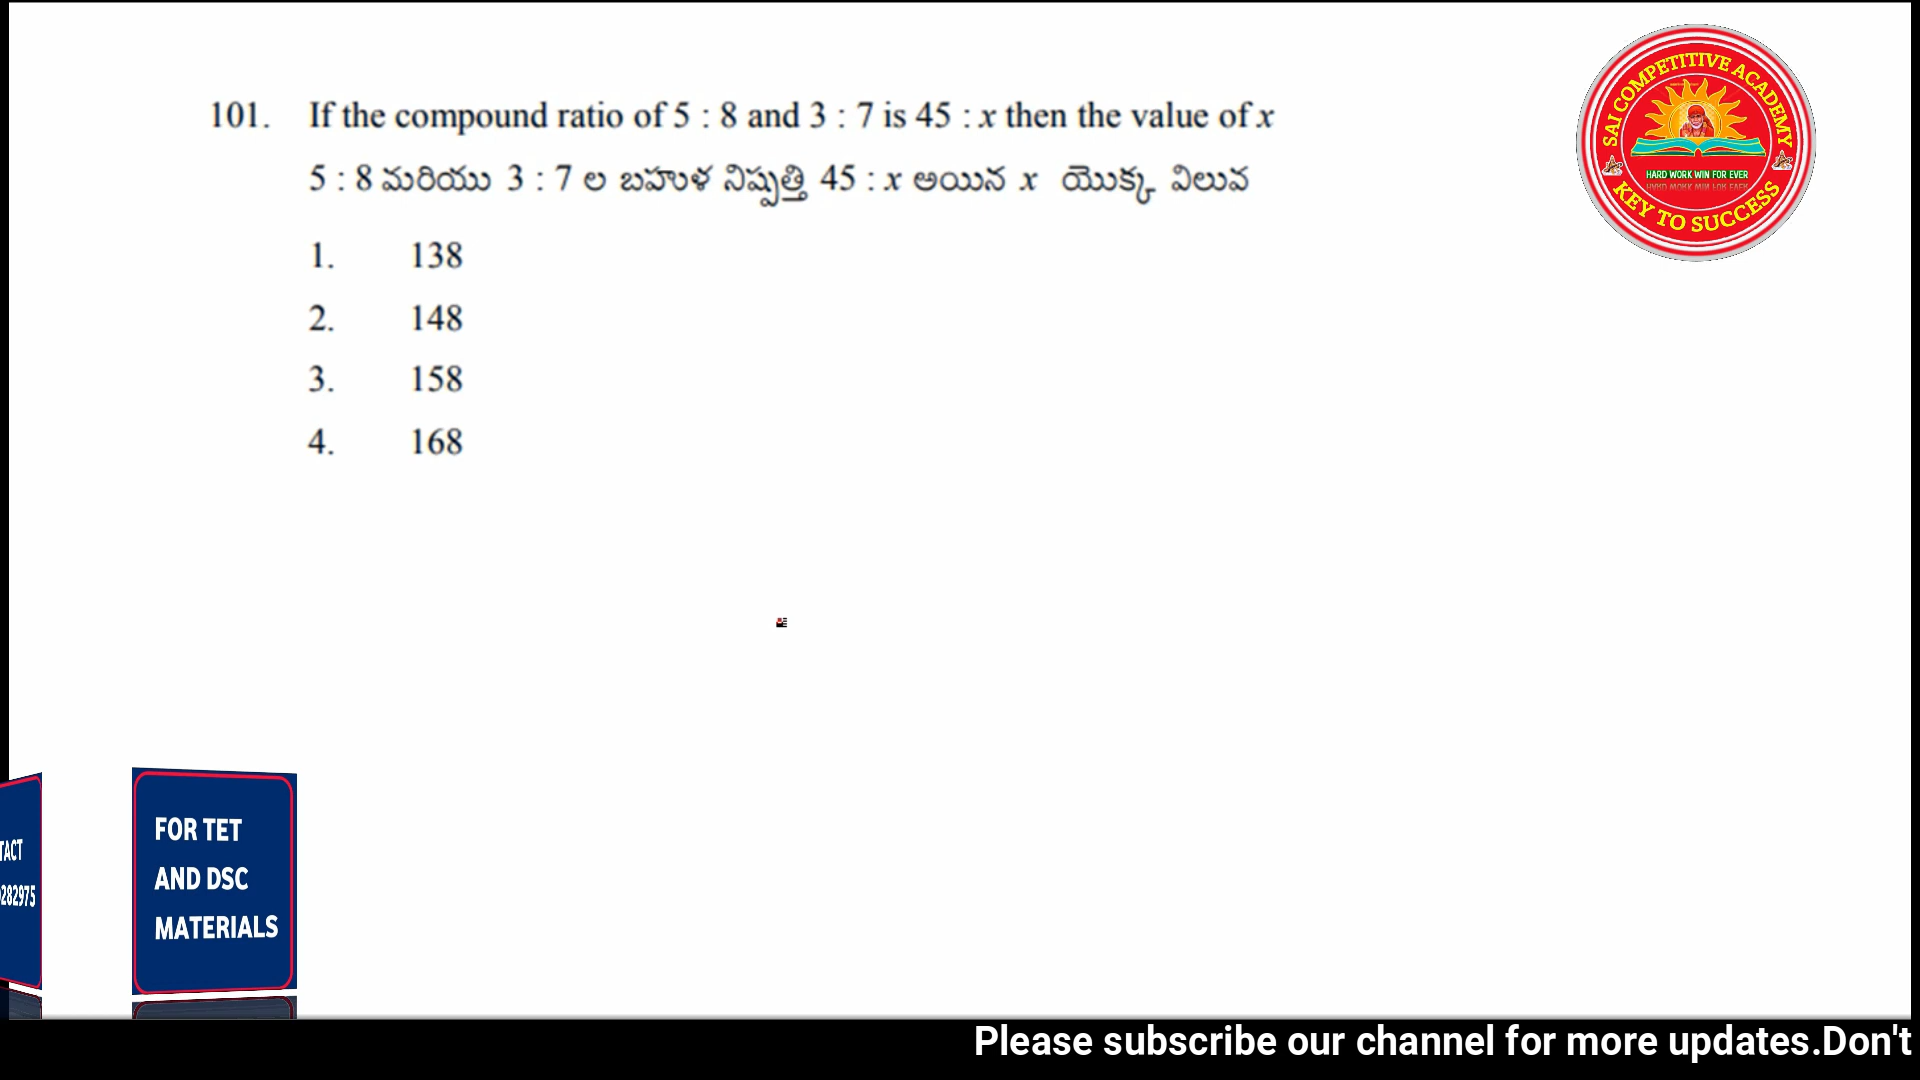 SAI COMPETITIVE ACADEMY
HARD WORK WIN FOR EVER
KEY TO SUCCESS
101. If the compound ratio of 5 : 8 and 3 : 7 is 45 : x then the value of x
5 : 8 మరియు 3 : 7 ల బహుళ నిష్పత్తి 45 : x అయిన x యొక్క విలువ
1. 138
2. 148
3. 158
4. 168
TACT
282975
FOR TET
AND DSC
MATERIALS
Please subscribe our channel for more updates.Don't